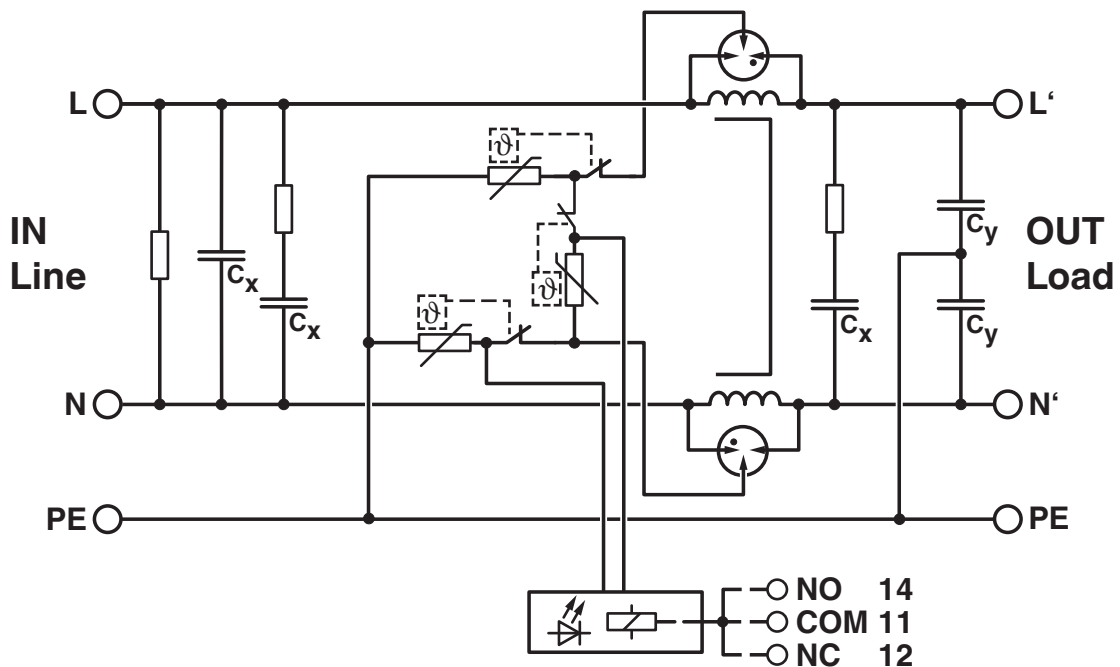 L
L‘
IN
Line
OUT
Load
ϑ
ϑ
ϑ
Cx
Cx
Cx
Cy
Cy
N
N‘
PE
PE
NO 14
COM 11
NC 12